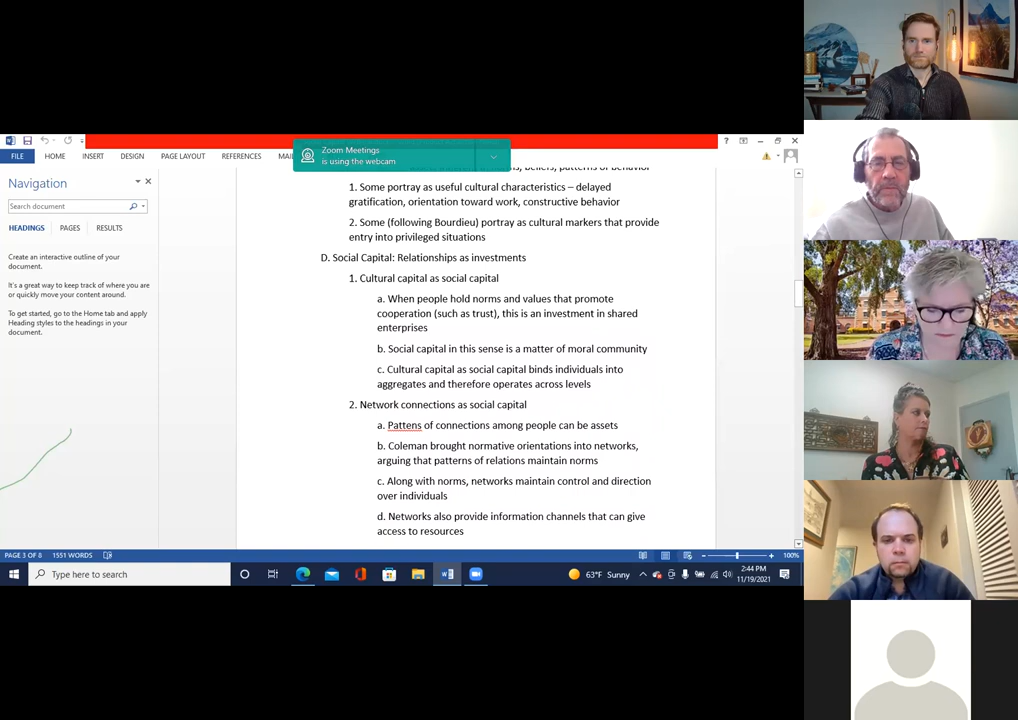 Zoom Meetings
is using the webcam
FILE HOME INSERT DESIGN PAGE LAYOUT REFERENCES MAI
Navigation
Search document
HEADINGS PAGES RESULTS
Create an interactive outline of your
document.
It's a great way to keep track of where you are
or quickly move your content around.
To get started, go to the Home tab and apply
Heading styles to the headings in your
document.
beliefs, patterns of behavior
1. Some portray as useful cultural characteristics – delayed
gratification, orientation toward work, constructive behavior
2. Some (following Bourdieu) portray as cultural markers that provide
entry into privileged situations
D. Social Capital: Relationships as investments
1. Cultural capital as social capital
a. When people hold norms and values that promote
cooperation (such as trust), this is an investment in shared
enterprises
b. Social capital in this sense is a matter of moral community
c. Cultural capital as social capital binds individuals into
aggregates and therefore operates across levels
2. Network connections as social capital
a. Pattens of connections among people can be assets
b. Coleman brought normative orientations into networks,
arguing that patterns of relations maintain norms
c. Along with norms, networks maintain control and direction
over individuals
d. Networks also provide information channels that can give
access to resources
PAGE 3 OF 8 1551 WORDS 100%
Type here to search 63°F Sunny 2:44 PM
11/19/2021